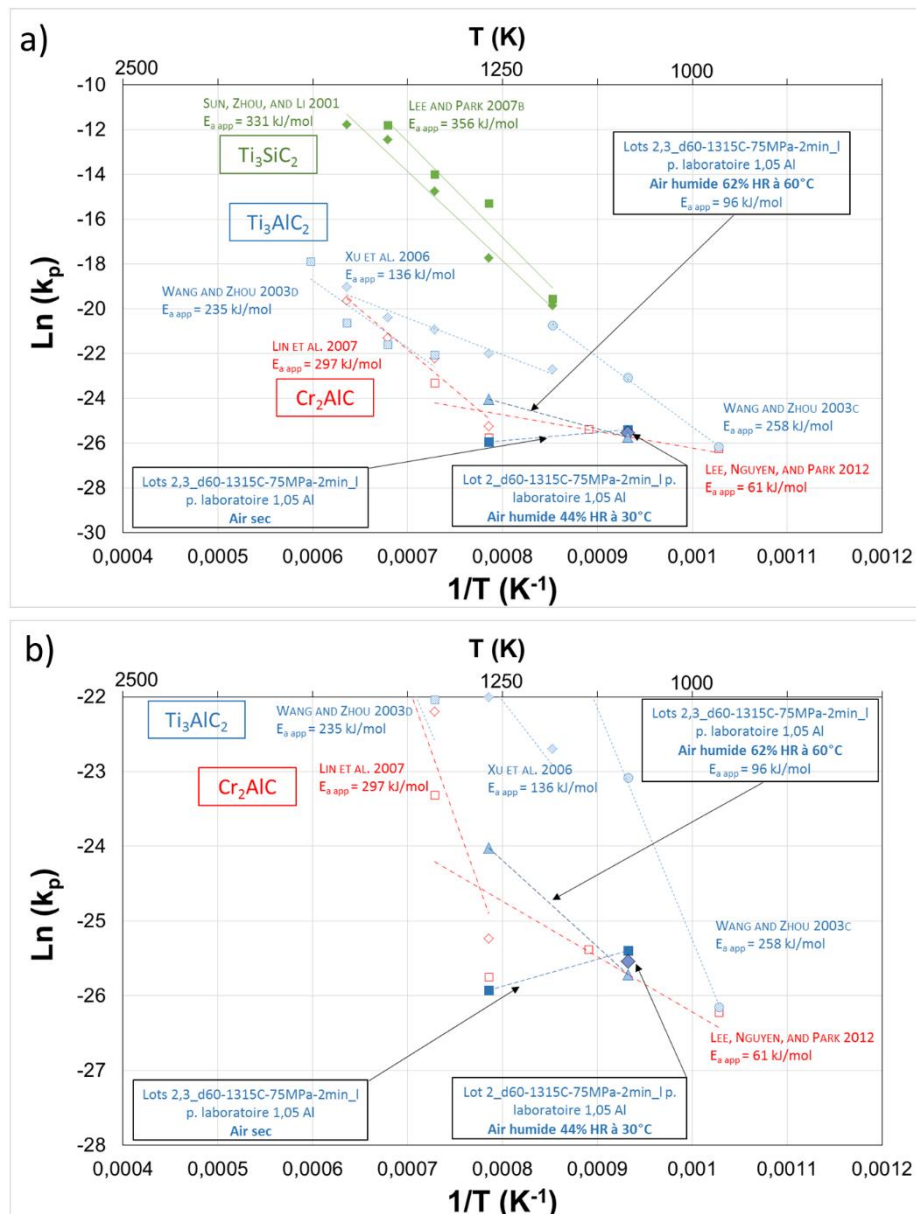 a)
T (K)
2500
1250
1000
-10
-12
-14
-16
-18
-20
-22
-24
-26
-28
-30
Ln (kp)
SUN, ZHOU, AND LI 2001
Ea app = 331 kJ/mol
LEE AND PARK 2007B
Ea app = 356 kJ/mol
Ti3SiC2
Lots 2,3_d60-1315C-75MPa-2min_l
p. laboratoire 1,05 Al
Air humide 62% HR à 60°C
Ea app = 96 kJ/mol
Ti3AlC2
XU ET AL. 2006
Ea app = 136 kJ/mol
WANG AND ZHOU 2003D
Ea app = 235 kJ/mol
LIN ET AL. 2007
Ea app = 297 kJ/mol
Cr2AlC
WANG AND ZHOU 2003C
Ea app = 258 kJ/mol
Lots 2,3_d60-1315C-75MPa-2min_l
p. laboratoire 1,05 Al
Air sec
Lot 2_d60-1315C-75MPa-2min_l p.
laboratoire 1,05 Al
Air humide 44% HR à 30°C
LEE, NGUYEN, AND PARK 2012
Ea app = 61 kJ/mol
0,0004
0,0005
0,0006
0,0007
0,0008
0,0009
0,001
0,0011
0,0012
1/T (K-1)
b)
T (K)
2500
1250
1000
-22
-23
-24
-25
-26
-27
-28
Ln (kp)
Ti3AlC2
WANG AND ZHOU 2003D
Ea app = 235 kJ/mol
Lots 2,3_d60-1315C-75MPa-2min_l
p. laboratoire 1,05 Al
Air humide 62% HR à 60°C
Ea app = 96 kJ/mol
Cr2AlC
LIN ET AL. 2007
Ea app = 297 kJ/mol
XU ET AL. 2006
Ea app = 136 kJ/mol
WANG AND ZHOU 2003C
Ea app = 258 kJ/mol
LEE, NGUYEN, AND PARK 2012
Ea app = 61 kJ/mol
Lots 2,3_d60-1315C-75MPa-2min_l
p. laboratoire 1,05 Al
Air sec
Lot 2_d60-1315C-75MPa-2min_l p.
laboratoire 1,05 Al
Air humide 44% HR à 30°C
0,0004
0,0005
0,0006
0,0007
0,0008
0,0009
0,001
0,0011
0,0012
1/T (K-1)